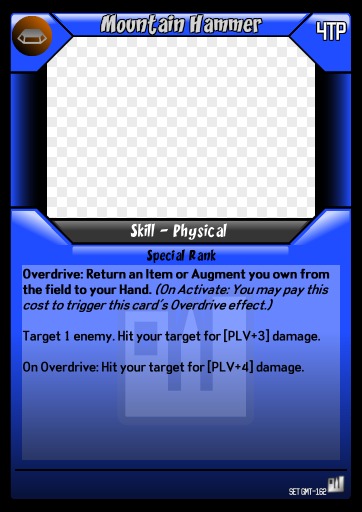 Mountain Hammer
4TP
Skill - Physical
Special Rank
Overdrive: Return an Item or Augment you own from
the field to your Hand. (On Activate: You may pay this
cost to trigger this card's Overdrive effect.)
Target 1 enemy. Hit your target for [PLV+3] damage.
On Overdrive: Hit your target for [PLV+4] damage.
SET GMT-162